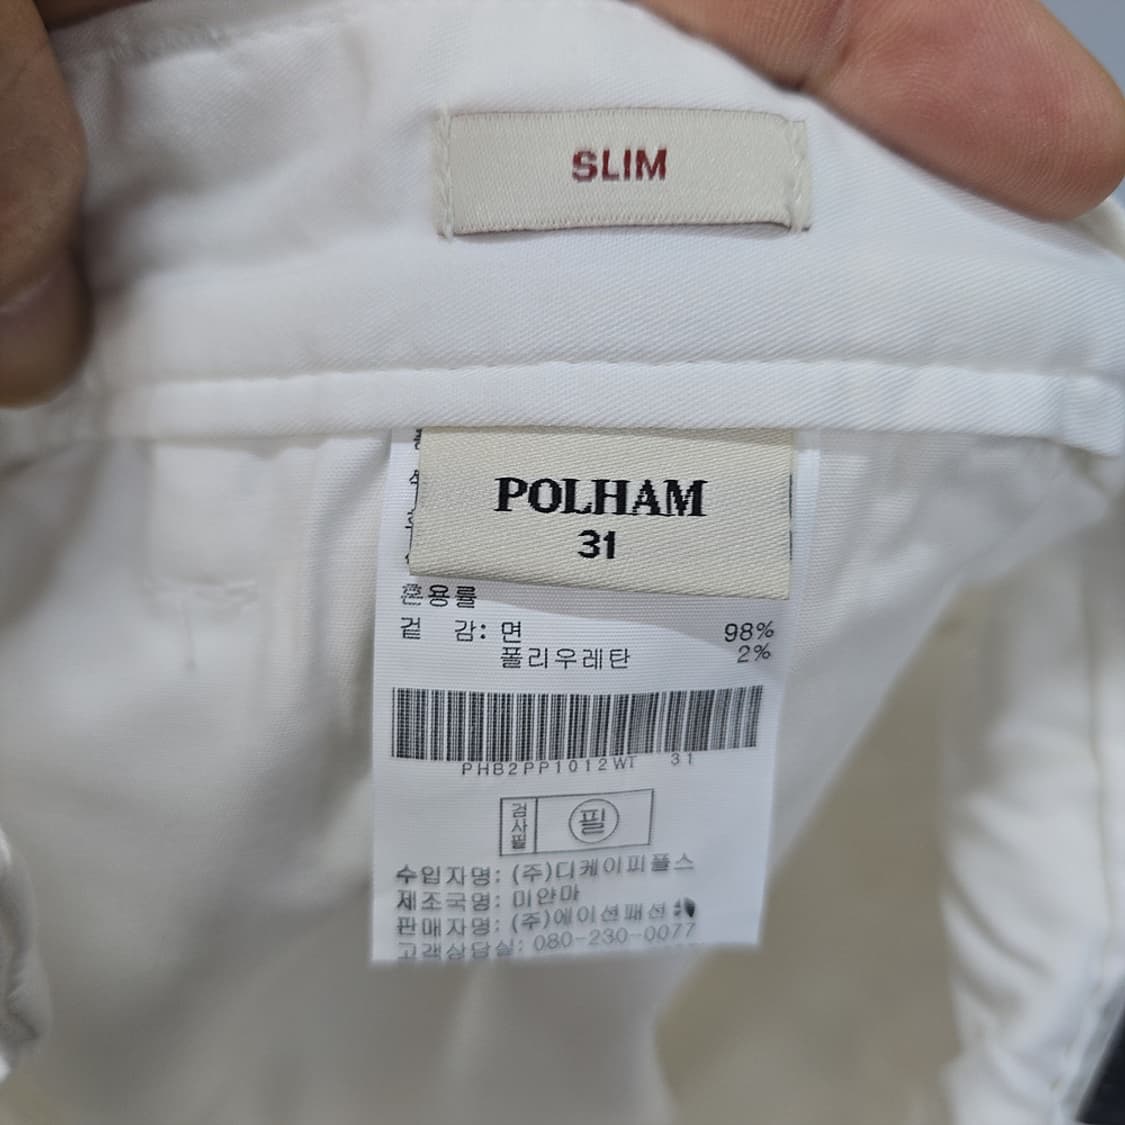 SLIM
POLHAM
31
혼용률
겉 감: 면 98%
폴리우레탄 2%
PHB2PP1012WT 31
검사필 필
수입자명: (주)디케이피플스
제조국명: 미얀마
판매자명: (주)에이션패션
고객상담실: 080-230-0077